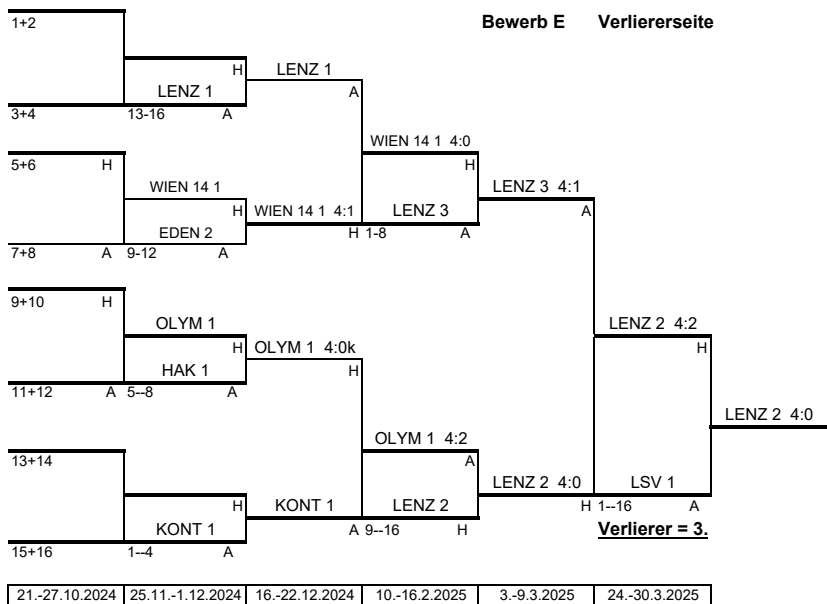 Bewerb E Verliererseite
1+2
H LENZ 1
LENZ 1 A
3+4 13-16 A
WIEN 14 1 4:0
5+6 H H
WIEN 14 1 LENZ 3 4:1
H WIEN 14 1 4:1 LENZ 3 A
EDEN 2 H 1-8 A
7+8 A 9-12 A
9+10 H
OLYM 1 LENZ 2 4:2
H OLYM 1 4:0k H
HAK 1 H
11+12 A 5--8 A
LENZ 2 4:0
OLYM 1 4:2
13+14 A
LENZ 2 4:0 LSV 1
H KONT 1 LENZ 2 H 1--16 A
KONT 1 A 9--16 H Verlierer = 3.
15+16 1--4 A
21.-27.10.2024 25.11.-1.12.2024 16.-22.12.2024 10.-16.2.2025 3.-9.3.2025 24.-30.3.2025